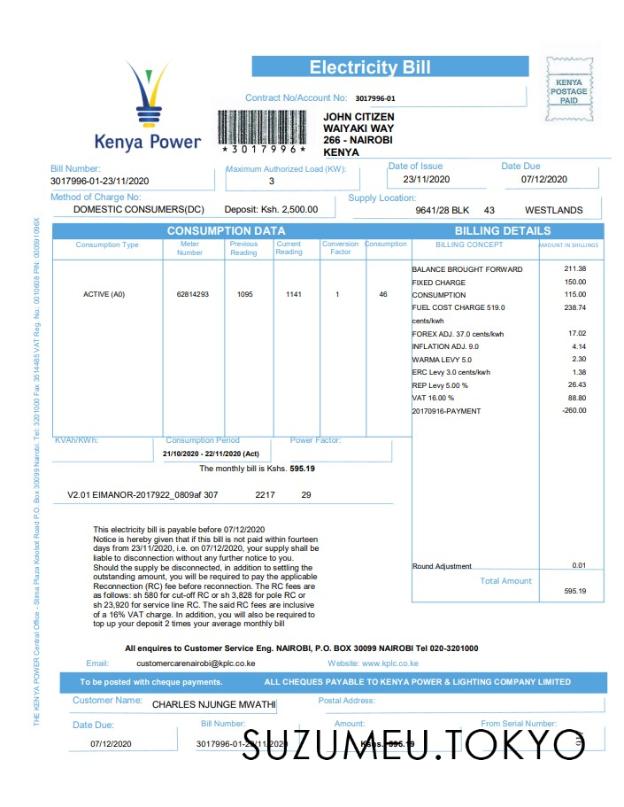 Electricity Bill
KENYA
POSTAGE
PAID
Contract No/Account No: 3017996-01
Kenya Power
*3017996*
JOHN CITIZEN
WAIYAKI WAY
266 - NAIROBI
KENYA
Bill Number:
3017996-01-23/11/2020
Maximum Authorized Load (KW):
3
Date of Issue
23/11/2020
Date Due
07/12/2020
Method of Charge No:
DOMESTIC CONSUMERS(DC) Deposit: Ksh. 2,500.00
Supply Location:
9641/28 BLK 43 WESTLANDS
CONSUMPTION DATA
Consumption Type Meter Number Previous Reading Current Reading Conversion Factor Consumption
ACTIVE (A0) 62814293 1095 1141 1 46
BILLING DETAILS
BILLING CONCEPT AMOUNT IN SHILLINGS
BALANCE BROUGHT FORWARD 211.38
FIXED CHARGE 150.00
CONSUMPTION 115.00
FUEL COST CHARGE 519.0 238.74
cents/kwh
FOREX ADJ. 37.0 cents/kwh 17.02
INFLATION ADJ. 9.0 4.14
WARMA LEVY 5.0 2.30
ERC Levy 3.0 cents/kwh 1.38
REP Levy 5.00 % 26.43
VAT 16.00 % 88.80
20170916-PAYMENT -260.00
Round Adjustment 0.01
Total Amount
595.19
KVAh/KWh: Consumption Period Power Factor:
21/10/2020 - 22/11/2020 (Act)
The monthly bill is Kshs. 595.19
V2.01 EIMANOR-2017922_0809af 307 2217 29
This electricity bill is payable before 07/12/2020
Notice is hereby given that if this bill is not paid within fourteen
days from 23/11/2020, i.e. on 07/12/2020, your supply shall be
liable to disconnection without any further notice to you.
Should the supply be disconnected, in addition to settling the
outstanding amount, you will be required to pay the applicable
Reconnection (RC) fee before reconnection. The RC fees are
as follows: sh 580 for cut-off RC or sh 3,828 for pole RC or
sh 23,920 for service line RC. The said RC fees are inclusive
of a 16% VAT charge. In addition, you will also be required to
top up your deposit 2 times your average monthly bill
All enquires to Customer Service Eng. NAIROBI, P.O. BOX 30099 NAIROBI Tel 020-3201000
Email: customercarenairobi@kplc.co.ke Website: www.kplc.co.ke
To be posted with cheque payments. ALL CHEQUES PAYABLE TO KENYA POWER & LIGHTING COMPANY LIMITED
Customer Name: CHARLES NJUNGE MWATHI
Postal Address:
Date Due:
07/12/2020
Bill Number:
3017996-01-23/11/2020
Amount:
Kshs. 595.19
From Serial Number:
SUZUMEU.TOKYO
THE KENYA POWER Central Office - Stima Plaza Kolobot Road P.O. Box 30099 Nairobi. Tel: 3201000 Fax 3514485 VAT Reg. No.: 0010608 PIN: